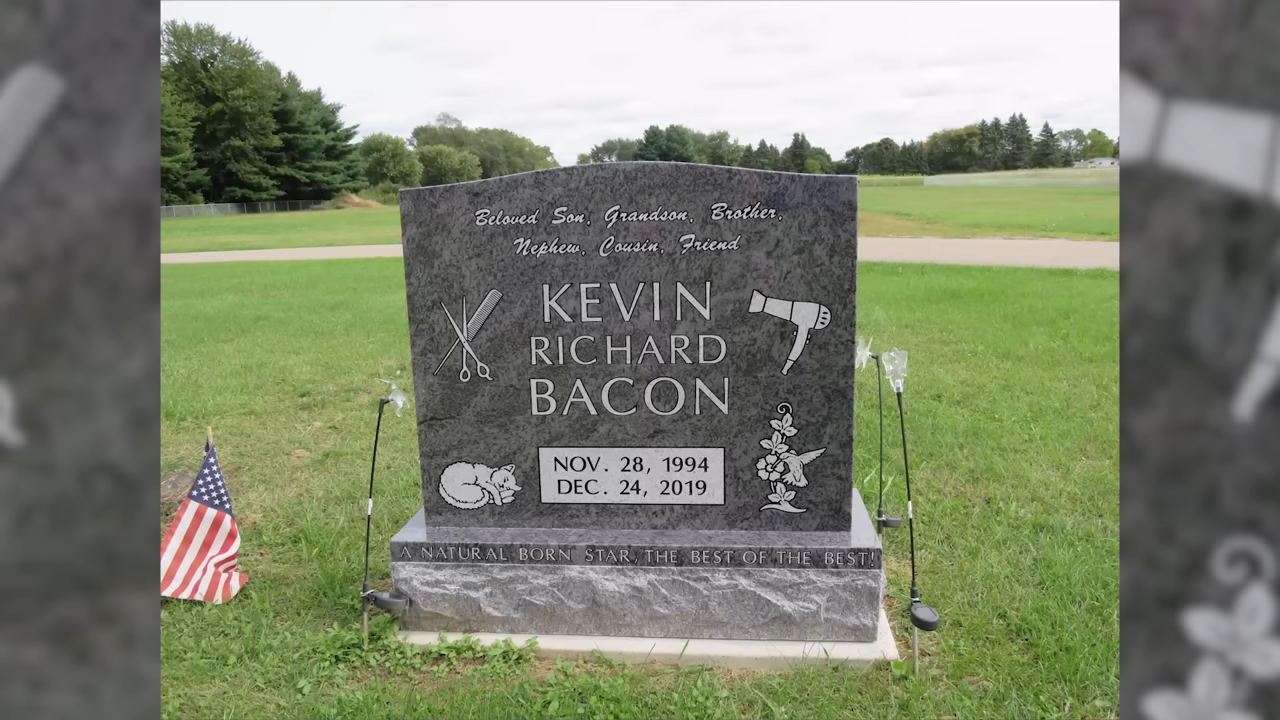 Beloved Son, Grandson, Brother,
Nephew, Cousin, Friend
KEVIN
RICHARD
BACON
NOV. 28, 1994
DEC. 24, 2019
A NATURAL BORN STAR, THE BEST OF THE BEST!